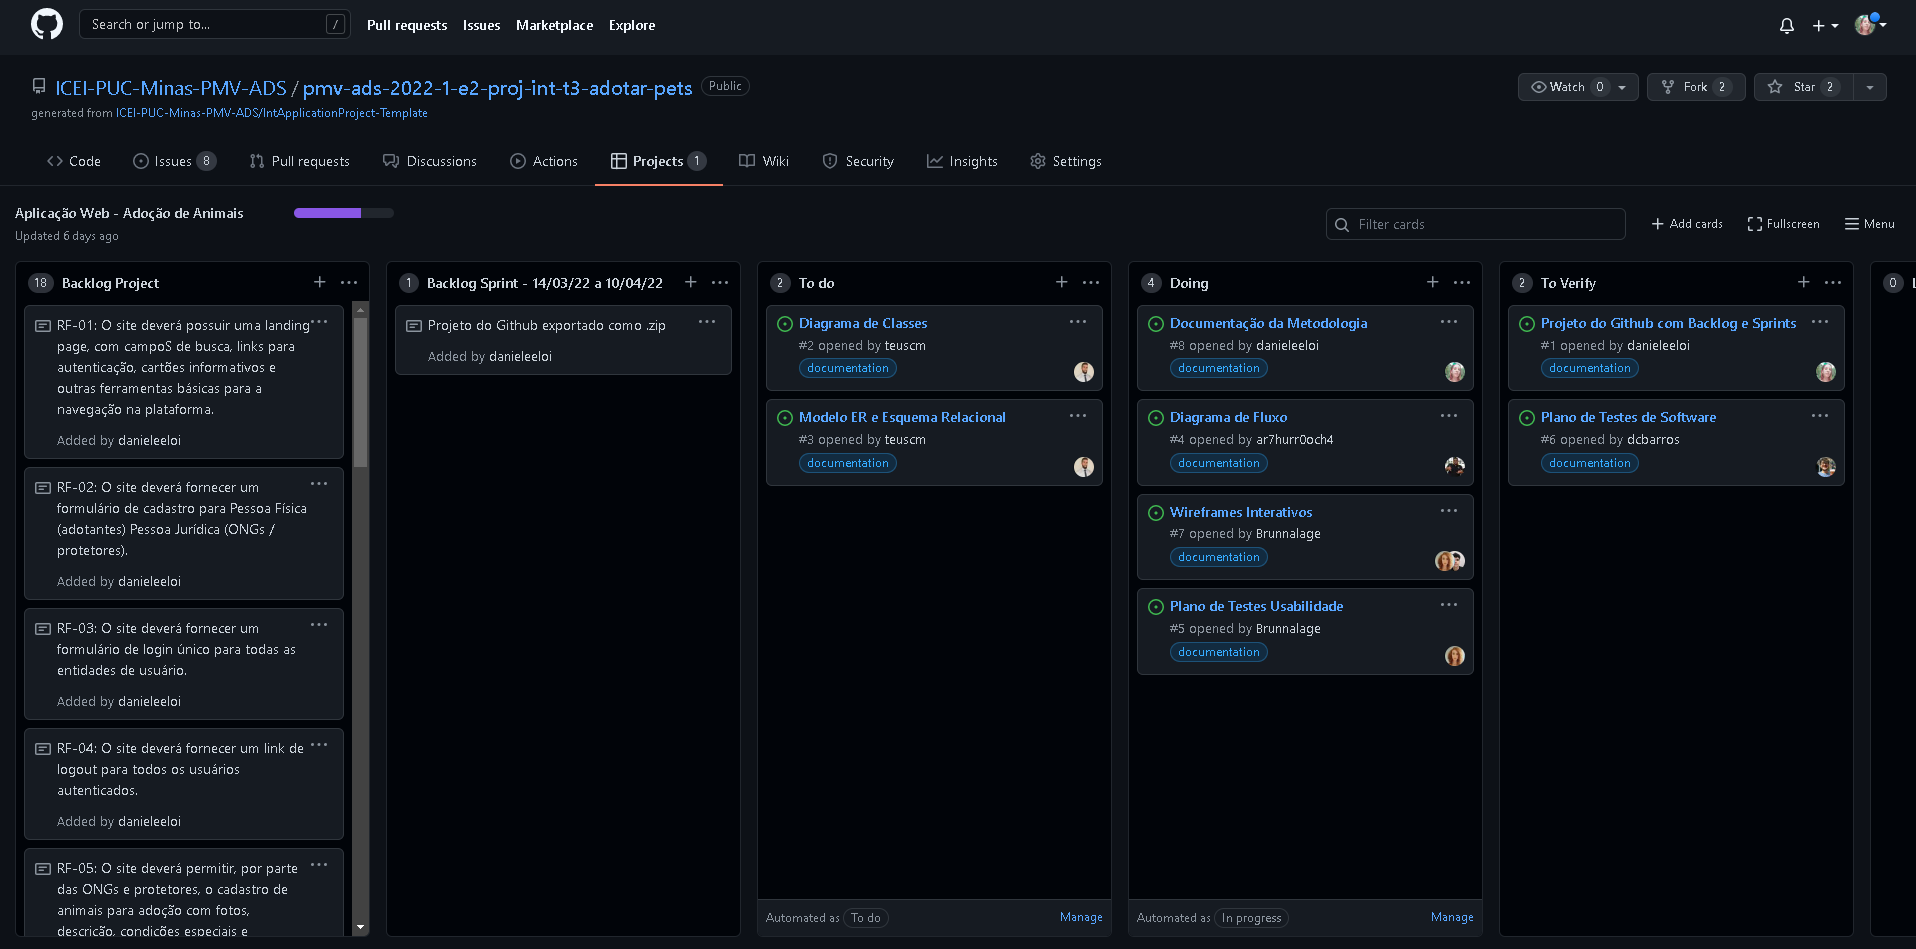 Search or jump to... /
Pull requests Issues Marketplace Explore
ICEI-PUC-Minas-PMV-ADS / pmv-ads-2022-1-e2-proj-int-t3-adotar-pets Public
Watch 0 Fork 2 Star 2
generated from ICEI-PUC-Minas-PMV-ADS/IntApplicationProject-Template
Code Issues 8 Pull requests Discussions Actions Projects 1 Wiki Security Insights Settings
Aplicação Web - Adoção de Animais
Updated 6 days ago
Filter cards Add cards Fullscreen Menu
18 Backlog Project
RF-01: O site deverá possuir uma landing
page, com campoS de busca, links para
autenticação, cartões informativos e
outras ferramentas básicas para a
navegação na plataforma.
Added by danieleeloi
RF-02: O site deverá fornecer um
formulário de cadastro para Pessoa Física
(adotantes) Pessoa Jurídica (ONGs /
protetores).
Added by danieleeloi
RF-03: O site deverá fornecer um
formulário de login único para todas as
entidades de usuário.
Added by danieleeloi
RF-04: O site deverá fornecer um link de
logout para todos os usuários
autenticados.
Added by danieleeloi
RF-05: O site deverá permitir, por parte
das ONGs e protetores, o cadastro de
animais para adoção com fotos,
descrição, condições especiais e
1 Backlog Sprint - 14/03/22 a 10/04/22
Projeto do Github exportado como .zip
Added by danieleeloi
2 To do
Diagrama de Classes
#2 opened by teuscm
documentation
Modelo ER e Esquema Relacional
#3 opened by teuscm
documentation
Automated as To do Manage
4 Doing
Documentação da Metodologia
#8 opened by danieleeloi
documentation
Diagrama de Fluxo
#4 opened by ar7hurr0och4
documentation
Wireframes Interativos
#7 opened by Brunnalage
documentation
Plano de Testes Usabilidade
#5 opened by Brunnalage
documentation
Automated as In progress Manage
2 To Verify
Projeto do Github com Backlog e Sprints
#1 opened by danieleeloi
documentation
Plano de Testes de Software
#6 opened by dcbarros
documentation
0